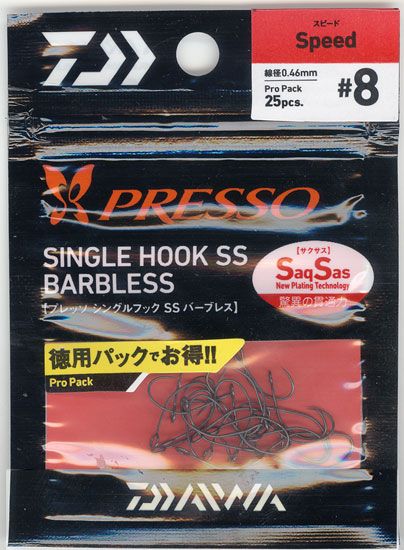 スピード
Speed
線径0.46mm
Pro Pack
25pcs.
#8
PRESSO
SINGLE HOOK SS
BARBLESS
【プレッソ シングルフック SS バーブレス】
【サクサス】
SaqSas
New Plating Technology
驚異の貫通力
徳用パックでお得!!
Pro Pack
DAIWA